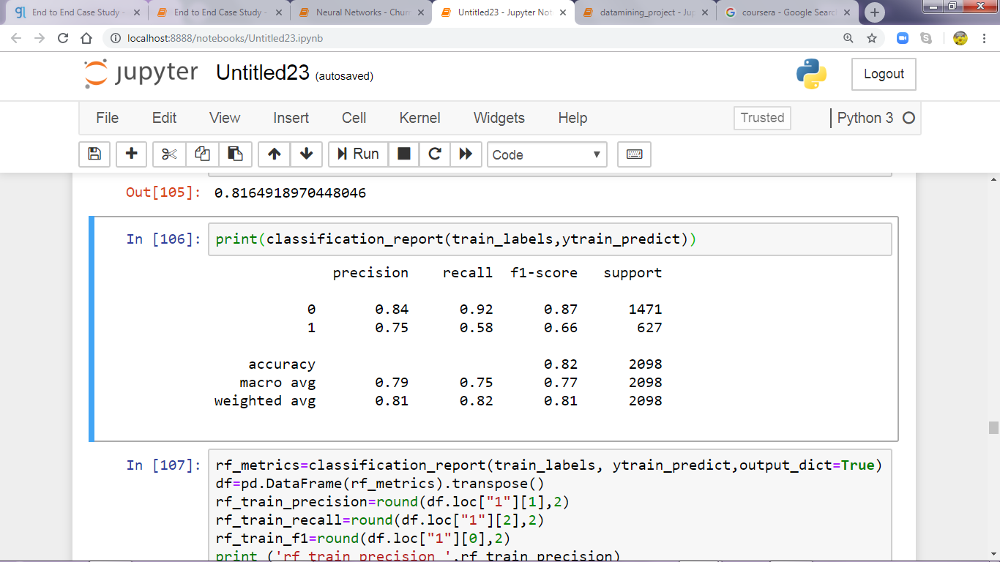 End to End Case Study -
End to End Case Study -
Neural Networks - Chu
Untitled23 - Jupyter Not
datamining_project - Ju
coursera - Google Searc
localhost:8888/notebooks/Untitled23.ipynb
jupyter Untitled23 (autosaved)
Logout
File Edit View Insert Cell Kernel Widgets Help
Trusted
Python 3
Run
Code
Out[105]: 0.8164918970448046
In [106]: print(classification_report(train_labels,ytrain_predict))
precision recall f1-score support
0 0.84 0.92 0.87 1471
1 0.75 0.58 0.66 627
accuracy 0.82 2098
macro avg 0.79 0.75 0.77 2098
weighted avg 0.81 0.82 0.81 2098
In [107]: rf_metrics=classification_report(train_labels, ytrain_predict,output_dict=True)
df=pd.DataFrame(rf_metrics).transpose()
rf_train_precision=round(df.loc["1"][1],2)
rf_train_recall=round(df.loc["1"][2],2)
rf_train_f1=round(df.loc["1"][0],2)
print ('rf_train_precision ',rf_train_precision)